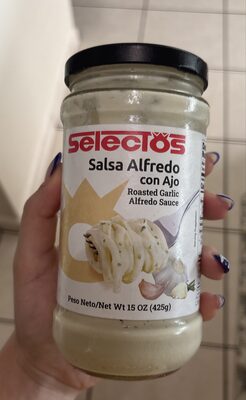 Selectos
Salsa Alfredo
con Ajo
Roasted Garlic
Alfredo Sauce
Peso Neto/Net Wt 15 OZ (425g)